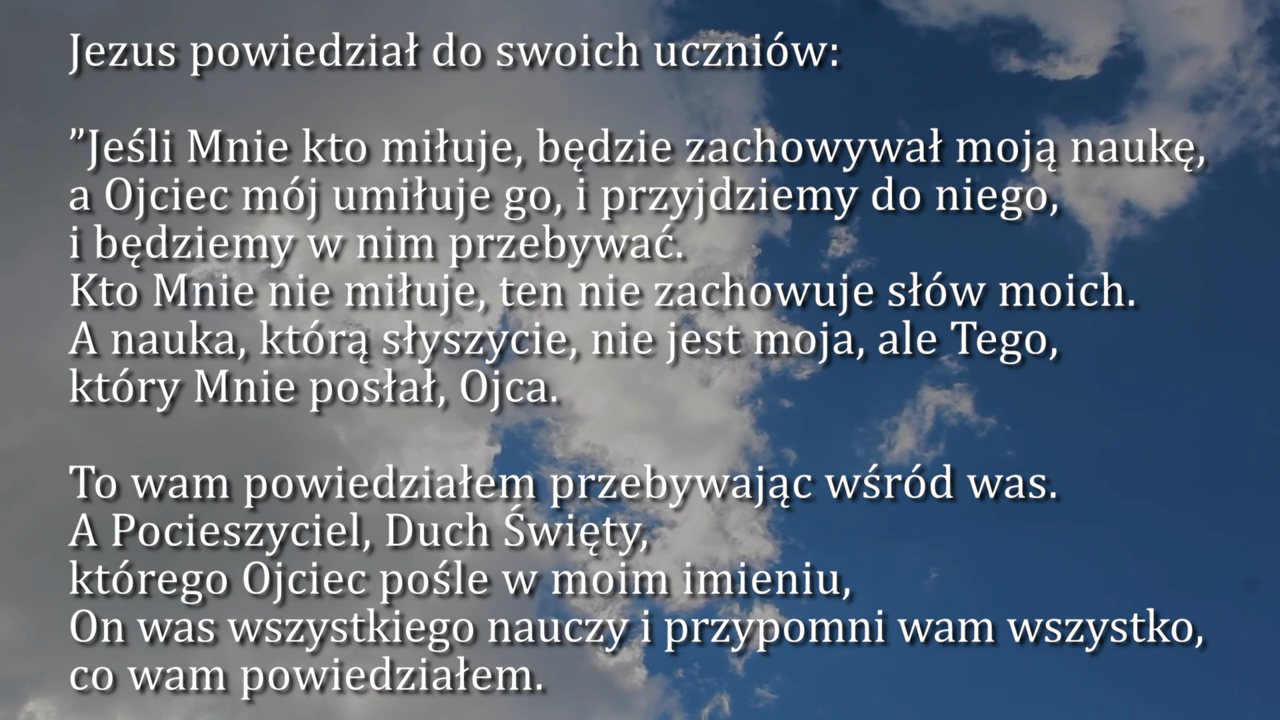 Jezus powiedział do swoich uczniów:
”Jeśli Mnie kto miłuje, będzie zachowywał moją naukę,
a Ojciec mój umiłuje go, i przyjdziemy do niego,
i będziemy w nim przebywać.
Kto Mnie nie miłuje, ten nie zachowuje słów moich.
A nauka, którą słyszycie, nie jest moja, ale Tego,
który Mnie posłał, Ojca.
To wam powiedziałem przebywając wśród was.
A Pocieszyciel, Duch Święty,
którego Ojciec pośle w moim imieniu,
On was wszystkiego nauczy i przypomni wam wszystko,
co wam powiedziałem.